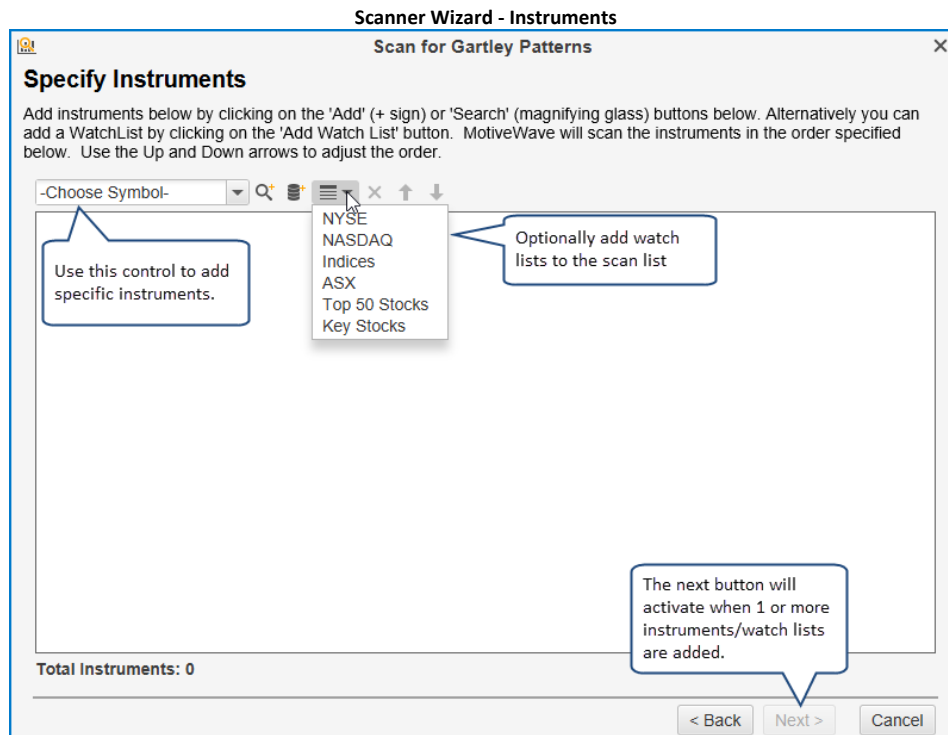 Scanner Wizard - Instruments
Scan for Gartley Patterns
Specify Instruments
Add instruments below by clicking on the 'Add' (+ sign) or 'Search' (magnifying glass) buttons below. Alternatively you can
add a WatchList by clicking on the 'Add Watch List' button.  MotiveWave will scan the instruments in the order specified
below.  Use the Up and Down arrows to adjust the order.
-Choose Symbol-
NYSE
NASDAQ
Indices
ASX
Top 50 Stocks
Key Stocks
Optionally add watch
lists to the scan list
Use this control to add
specific instruments.
The next button will
activate when 1 or more
instruments/watch lists
are added.
Total Instruments: 0
< Back
Next >
Cancel